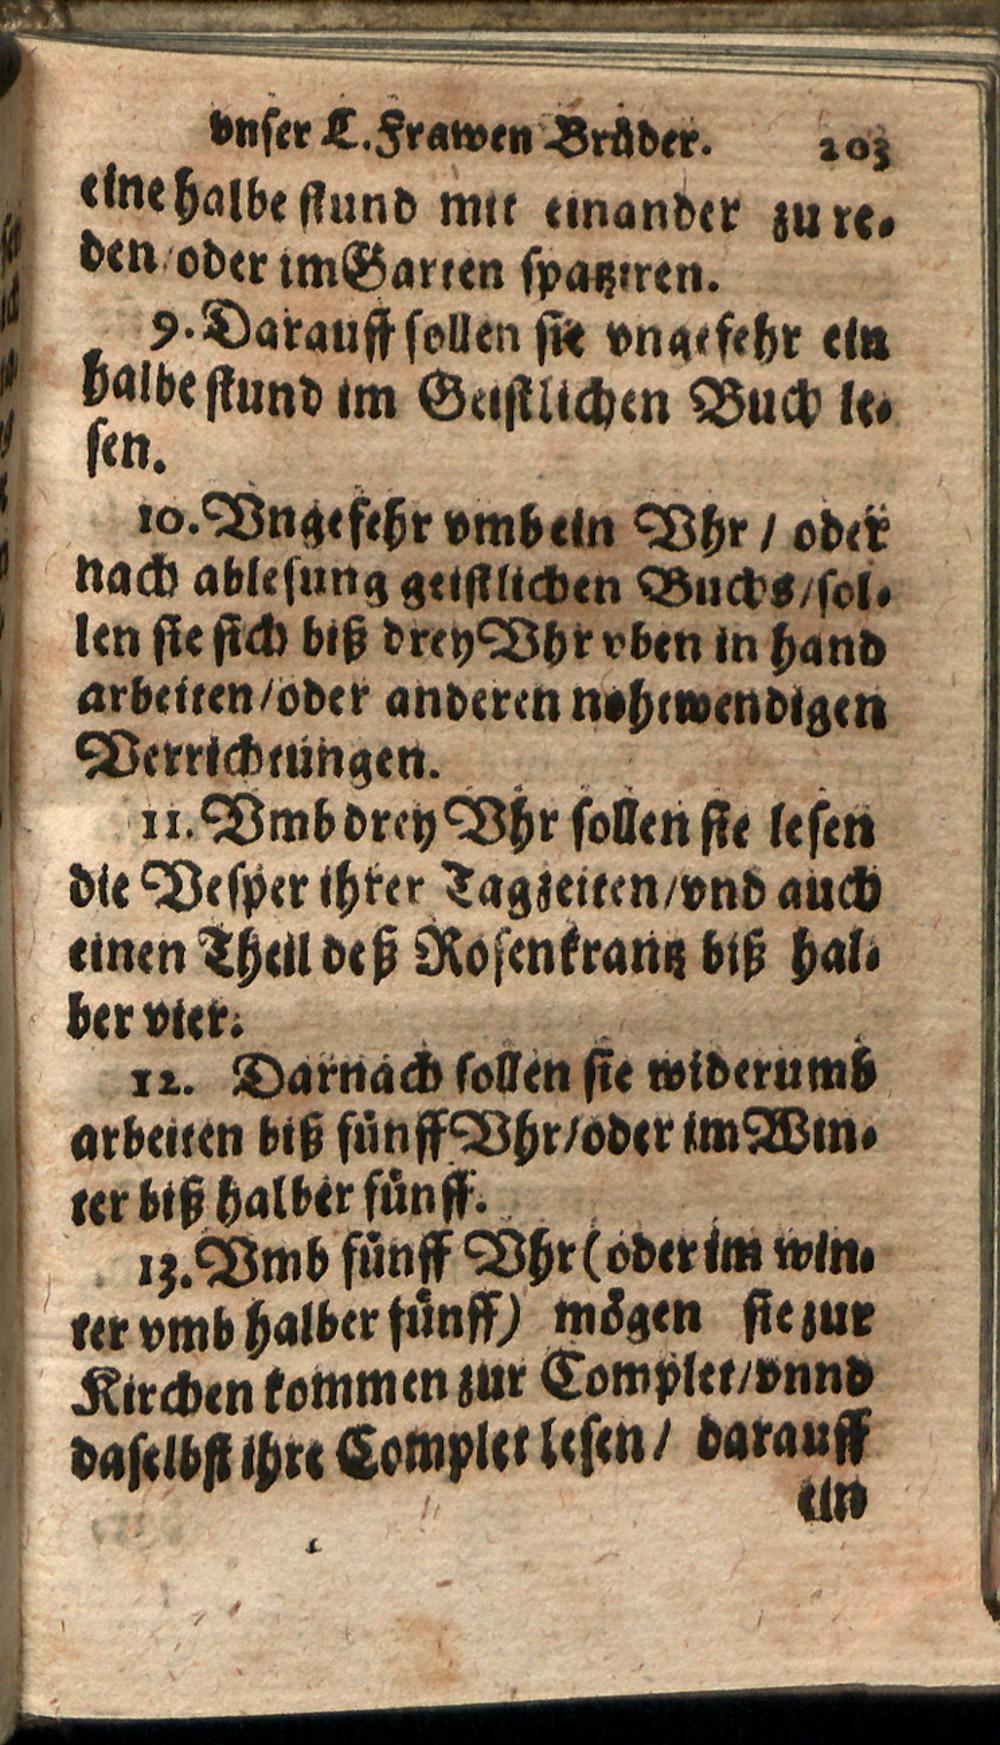 vnser L. Frawen Brüder. 203
eine halbe stund mit einander zu re-
den/oder im Garten spatziren.
9. Darauff sollen sie vngefehr ein
halbe stund im Geistlichen Buch le-
sen.
10. Vngefehr vmb ein Vhr / oder
nach ablesung geistlichen Buchs/sol-
len sie sich biß drey Vhr vben in hand
arbeiten/oder anderen nohtwendigen
Verrichtungen.
11. Vmb drey Vhr sollen sie lesen
die Vesper ihrer Tagzeiten/vnd auch
einen Theil deß Rosenkrantz biß hal-
ber vier.
12. Darnach sollen sie widerumb
arbeiten biß fünff Vhr/oder im Win-
ter biß halber fünff.
13. Vmb fünff Vhr (oder im win-
ter vmb halber fünff) mögen sie zur
Kirchen kommen zur Complet/vnnd
daselbst ihre Complet lesen / darauff
ein